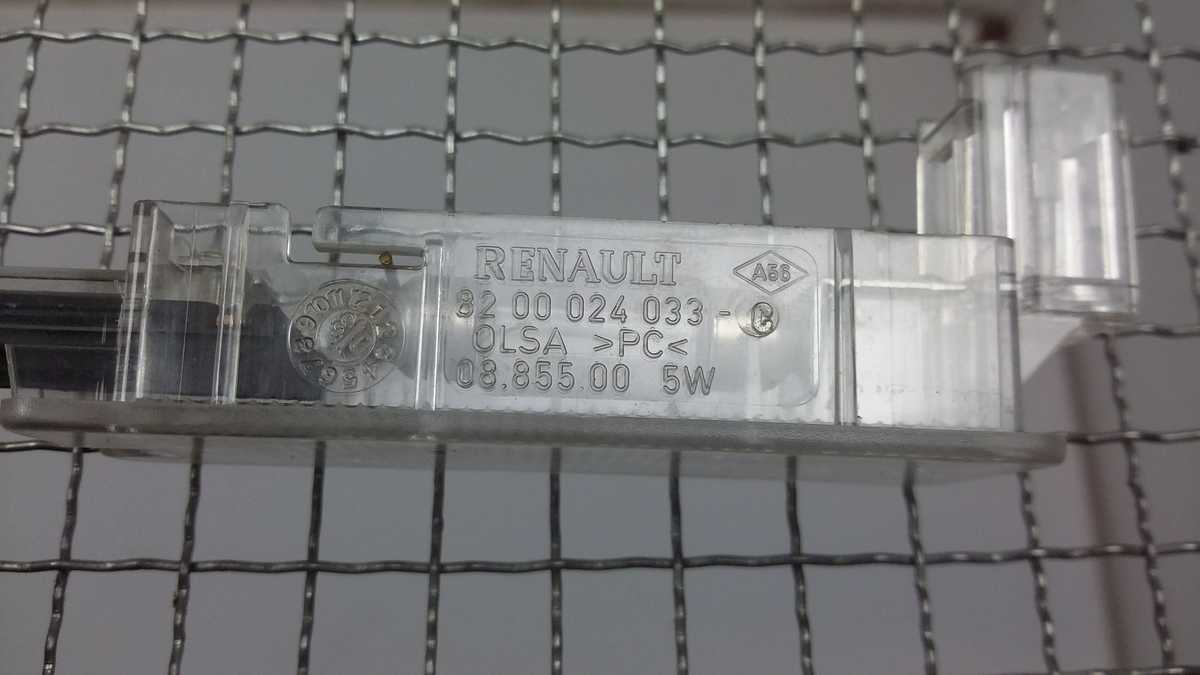 RENAULT
A56
82 00 024 033 - C
OLSA >PC<
08.855.00 5W